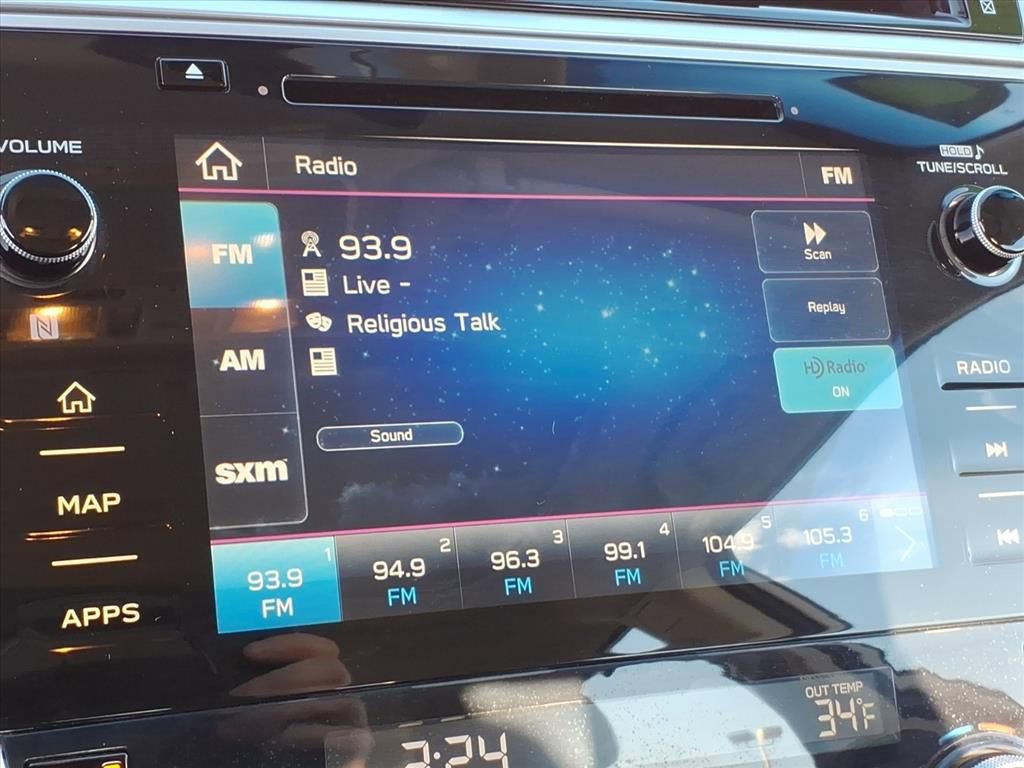 VOLUME
HOLD
TUNE/SCROLL
Radio
FM
FM
93.9
Live -
Religious Talk
AM
sxm
Scan
Replay
HD Radio
ON
Sound
RADIO
MAP
APPS
1
93.9
FM
2
94.9
FM
3
96.3
FM
4
99.1
FM
5
104.9
FM
6
105.3
FM
OUT TEMP
34°F